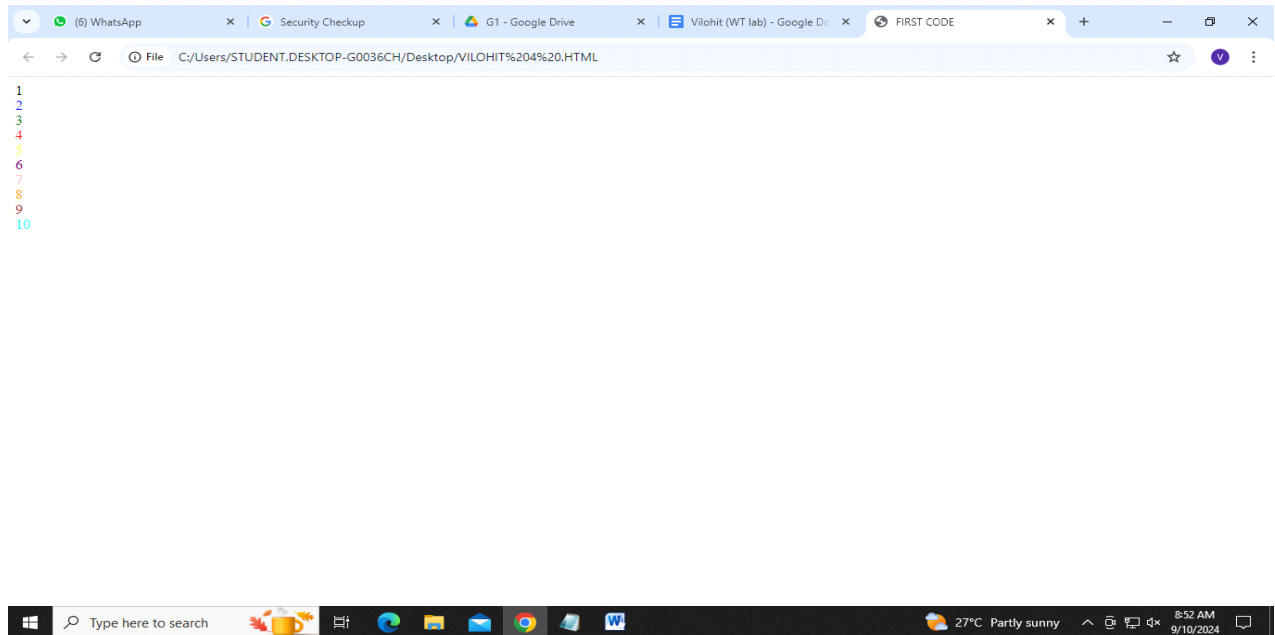 (6) WhatsApp
Security Checkup
G1 - Google Drive
Vilohit (WT lab) - Google Do
FIRST CODE
File C:/Users/STUDENT.DESKTOP-G0036CH/Desktop/VILOHIT%204%20.HTML
V
1
2
3
4
5
6
7
8
9
10
Type here to search
27°C Partly sunny
8:52 AM
9/10/2024